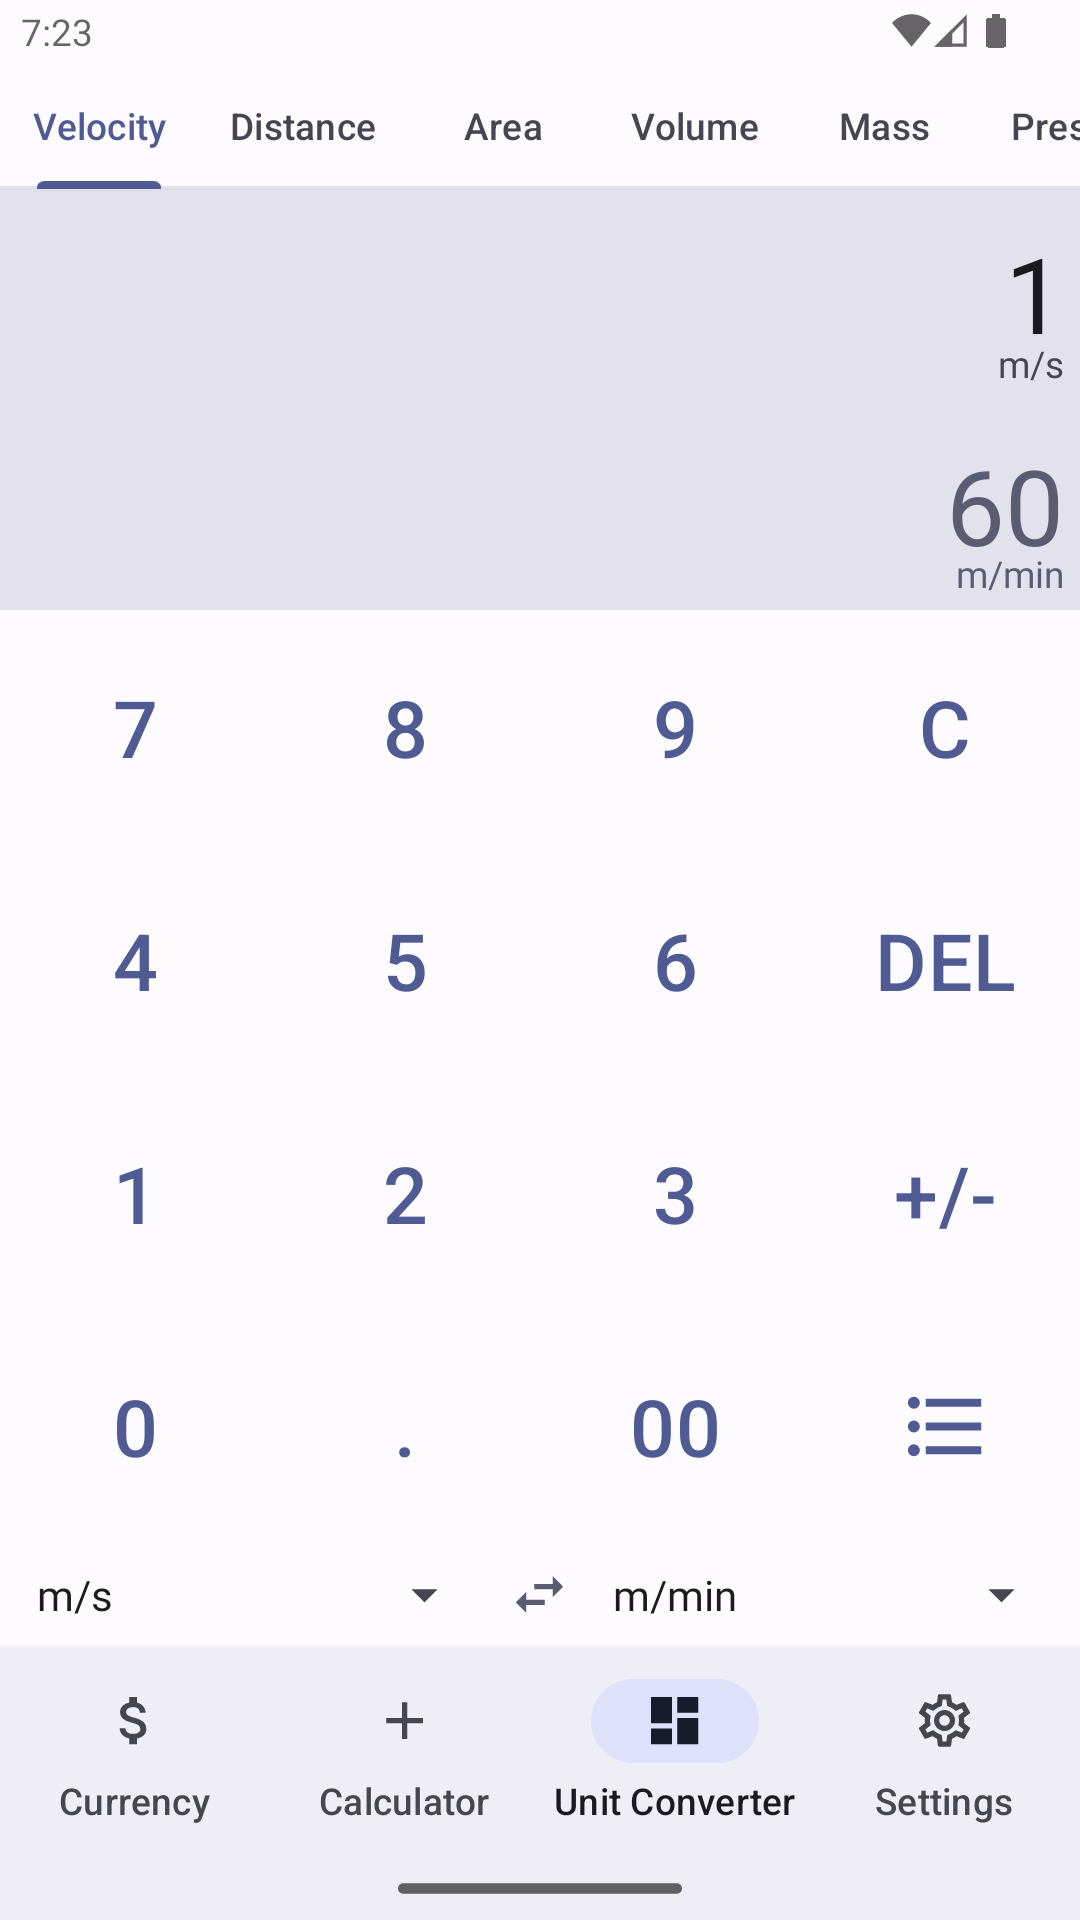 7:23
Velocity Distance Area Volume Mass Pres
1
m/s
60
m/min
7 8 9 C
4 5 6 DEL
1 2 3 +/-
0 . 00
m/s m/min
Currency Calculator Unit Converter Settings